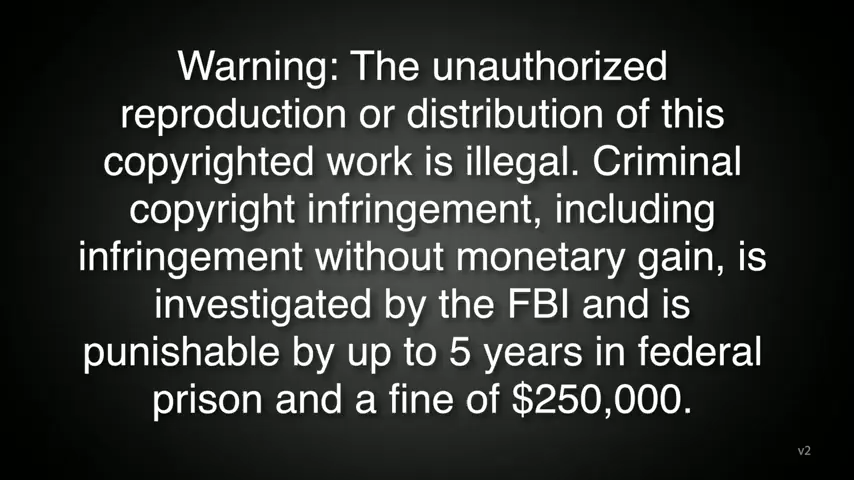 Warning: The unauthorized
reproduction or distribution of this
copyrighted work is illegal. Criminal
copyright infringement, including
infringement without monetary gain, is
investigated by the FBI and is
punishable by up to 5 years in federal
prison and a fine of $250,000.
v2